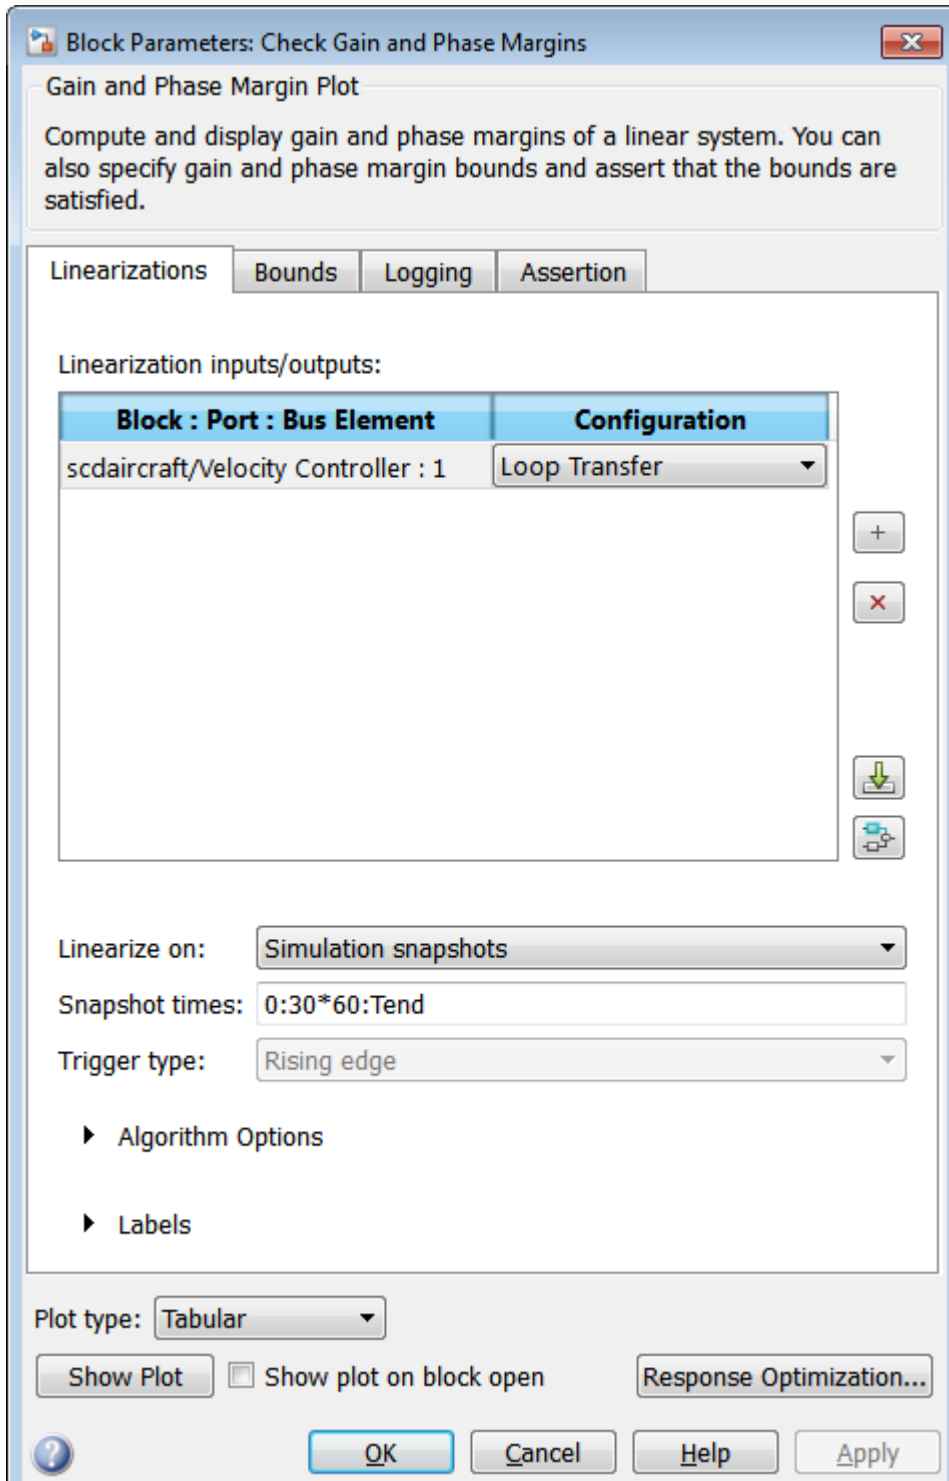 Block Parameters: Check Gain and Phase Margins
Gain and Phase Margin Plot
Compute and display gain and phase margins of a linear system. You can
also specify gain and phase margin bounds and assert that the bounds are
satisfied.
Linearizations Bounds Logging Assertion
Linearization inputs/outputs:
Block : Port : Bus Element Configuration
scdaircraft/Velocity Controller : 1 Loop Transfer
+
Linearize on: Simulation snapshots
Snapshot times: 0:30*60:Tend
Trigger type: Rising edge
Algorithm Options
Labels
Plot type: Tabular
Show Plot Show plot on block open Response Optimization...
? OK Cancel Help Apply